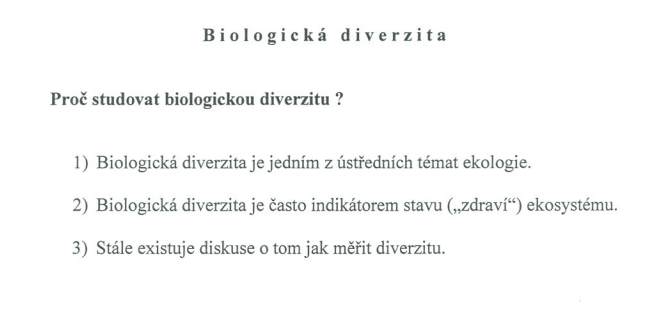 Biologická diverzita
Proč studovat biologickou diverzitu ?
1) Biologická diverzita je jedním z ústředních témat ekologie.
2) Biologická diverzita je často indikátorem stavu („zdraví“) ekosystému.
3) Stále existuje diskuse o tom jak měřit diverzitu.